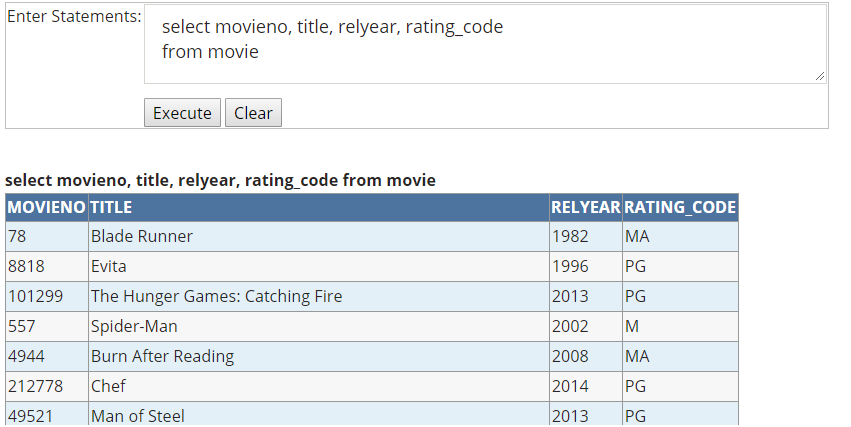 Enter Statements:
select movieno, title, relyear, rating_code
from movie
Execute Clear
select movieno, title, relyear, rating_code from movie
MOVIENO TITLE RELYEAR RATING_CODE
78 Blade Runner 1982 MA
8818 Evita 1996 PG
101299 The Hunger Games: Catching Fire 2013 PG
557 Spider-Man 2002 M
4944 Burn After Reading 2008 MA
212778 Chef 2014 PG
49521 Man of Steel 2013 PG